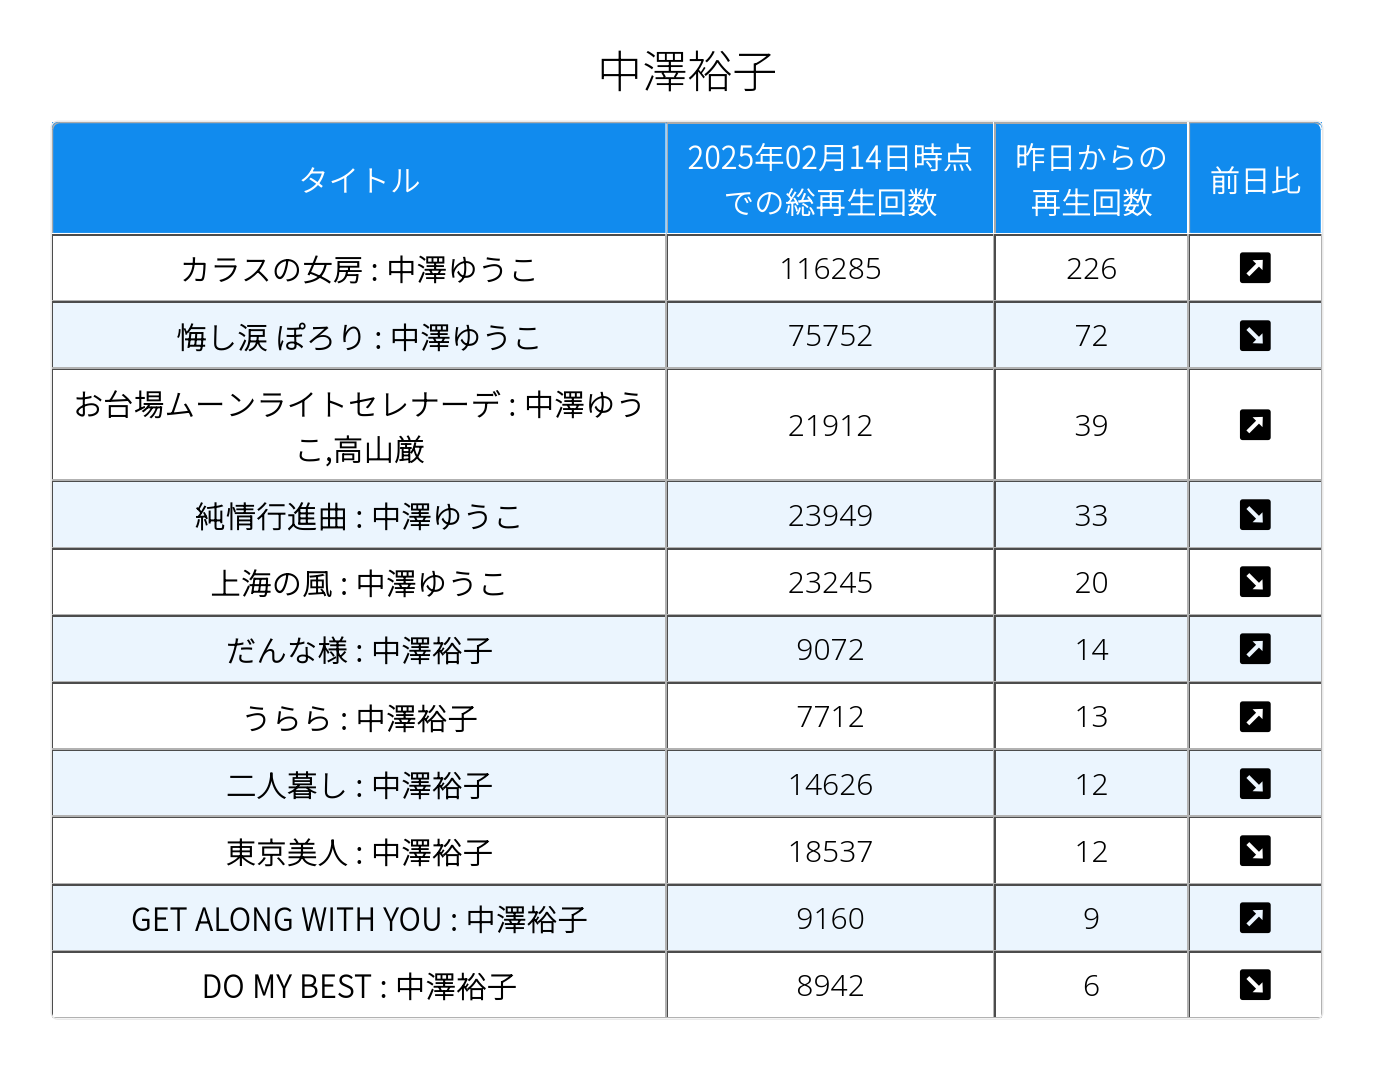 中澤裕子
タイトル
2025年02月14日時点
での総再生回数
昨日からの
再生回数
前日比
カラスの女房 : 中澤ゆうこ
116285
226
悔し涙 ぽろり : 中澤ゆうこ
75752
72
お台場ムーンライトセレナーデ : 中澤ゆう
こ,高山厳
21912
39
純情行進曲 : 中澤ゆうこ
23949
33
上海の風 : 中澤ゆうこ
23245
20
だんな様 : 中澤裕子
9072
14
うらら : 中澤裕子
7712
13
二人暮し : 中澤裕子
14626
12
東京美人 : 中澤裕子
18537
12
GET ALONG WITH YOU : 中澤裕子
9160
9
DO MY BEST : 中澤裕子
8942
6